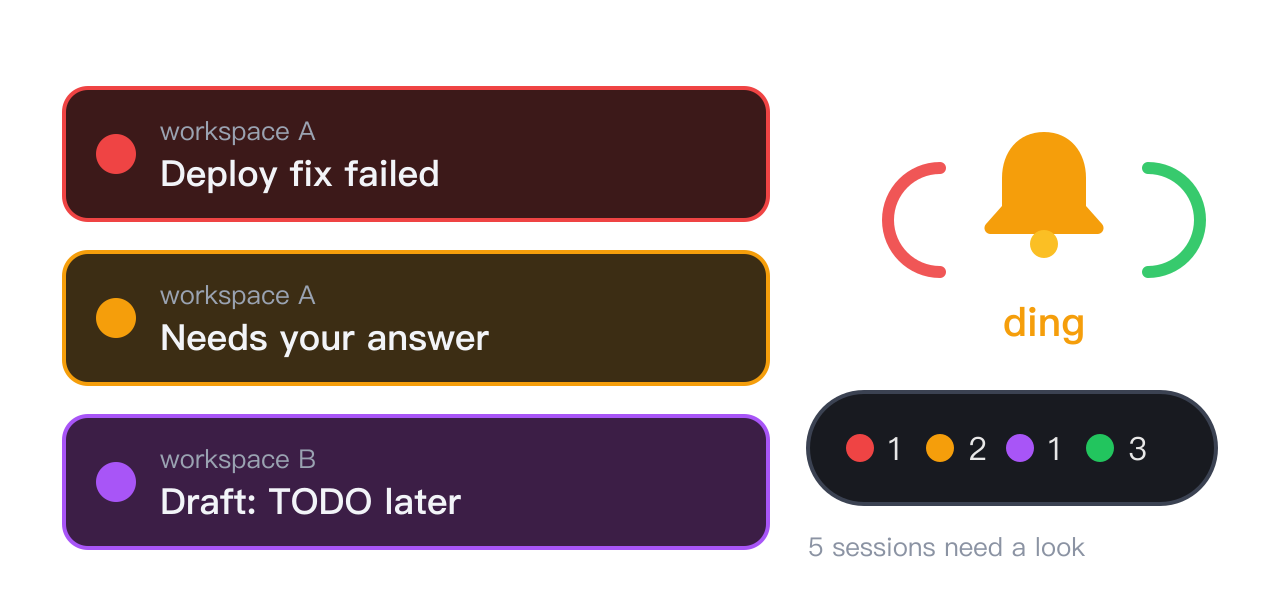 workspace A
Deploy fix failed
workspace A
Needs your answer
workspace B
Draft: TODO later
ding
1 2 1 3
5 sessions need a look